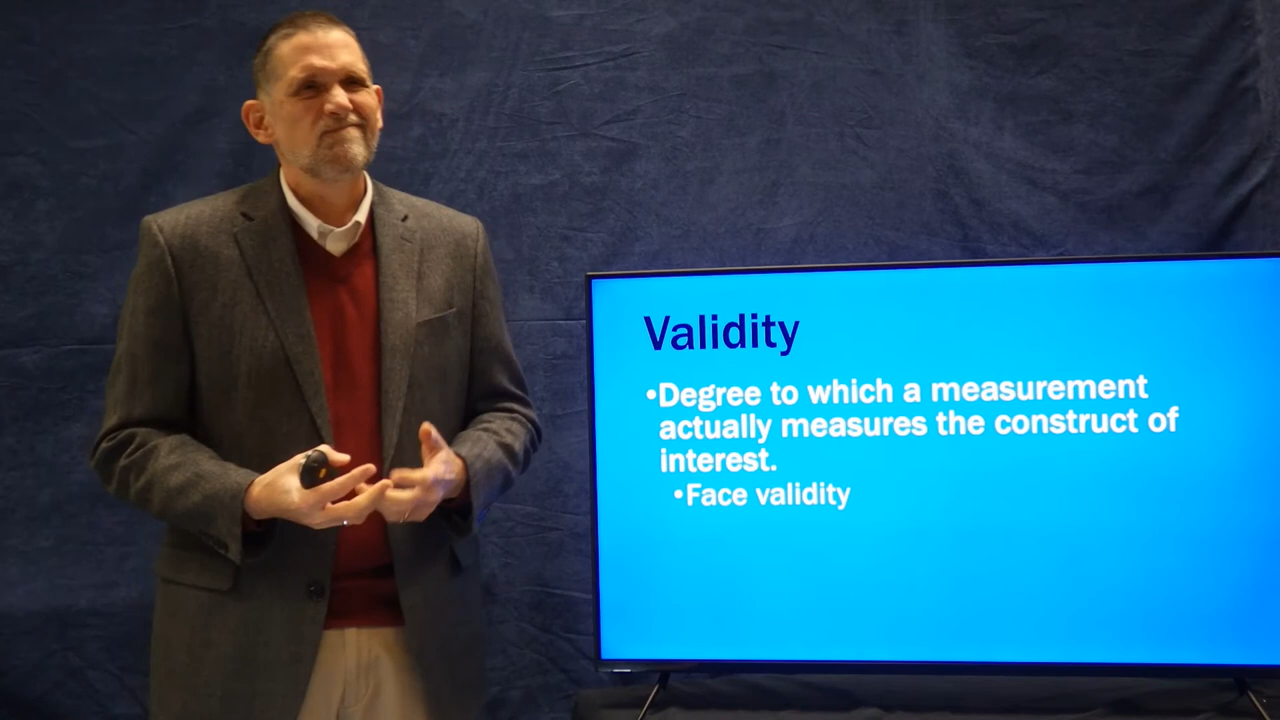 Validity
•Degree to which a measurement
actually measures the construct of
interest.
•Face validity